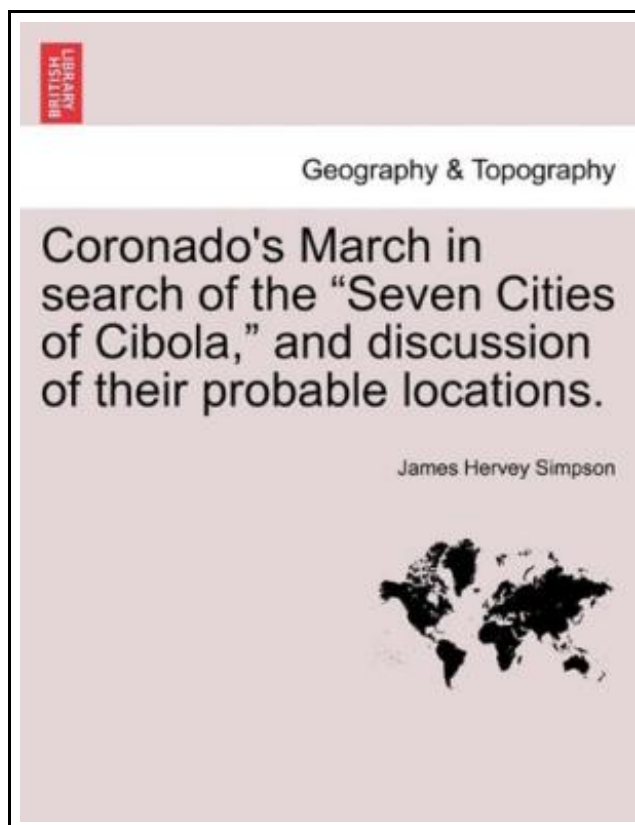 BRITISH
LIBRARY
Geography & Topography
Coronado's March in
search of the “Seven Cities
of Cibola,” and discussion
of their probable locations.
James Hervey Simpson